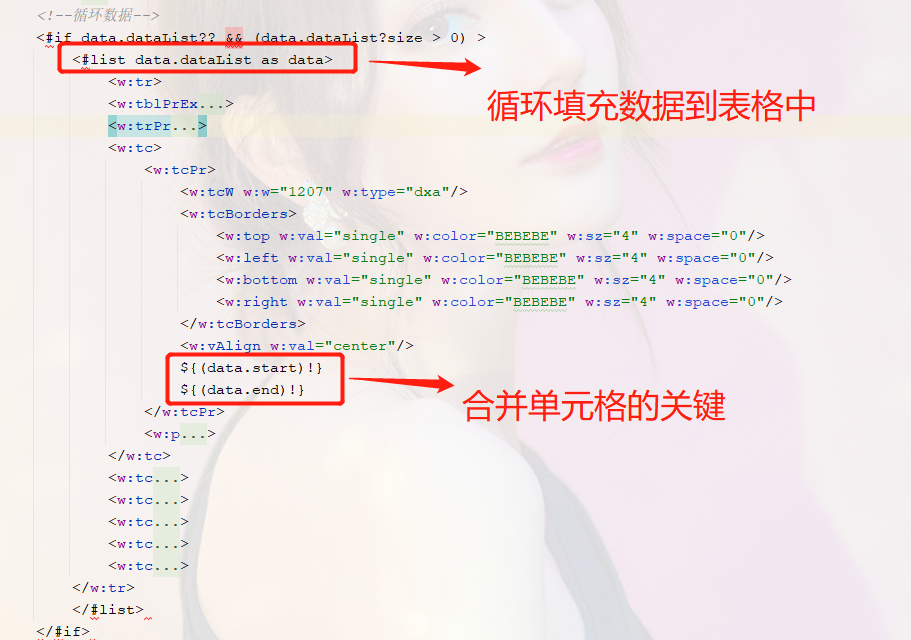 <!--循环数据-->
<#if data.dataList?? && (data.dataList?size > 0) >
<#list data.dataList as data>
<w:tr>
<w:tblPrEx...>
循环填充数据到表格中
<w:trPr...>
<w:tc>
<w:tcPr>
<w:tcW w:w="1207" w:type="dxa"/>
<w:tcBorders>
<w:top w:val="single" w:color="BEBEBE" w:sz="4" w:space="0"/>
<w:left w:val="single" w:color="BEBEBE" w:sz="4" w:space="0"/>
<w:bottom w:val="single" w:color="BEBEBE" w:sz="4" w:space="0"/>
<w:right w:val="single" w:color="BEBEBE" w:sz="4" w:space="0"/>
</w:tcBorders>
<w:vAlign w:val="center"/>
${(data.start)!}
${(data.end)!}
合并单元格的关键
</w:tcPr>
<w:p...>
</w:tc>
<w:tc...>
<w:tc...>
<w:tc...>
<w:tc...>
<w:tc...>
</w:tr>
</#list>
</#if>